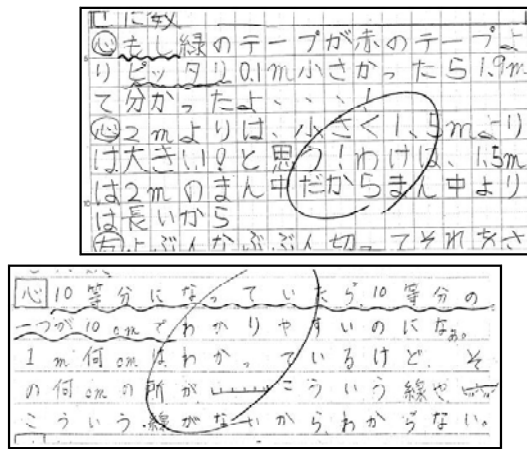 心もし緑のテープが赤のテープよ
りピッタリ0.1m小さかったら1.9m
て分かったよ、、、!
心2mよりは、小さく1.5mより
は大きい!と思う!わけは、1.5m
は2mのまん中だからまん中より
は長いから
心10等分になっていたら、10等分の
一つが10cmでわかりやすいのになぁ。
1m何cmはわかっているけど、そ
の何cmの所がこういう線や
こういう線がないからわからない。